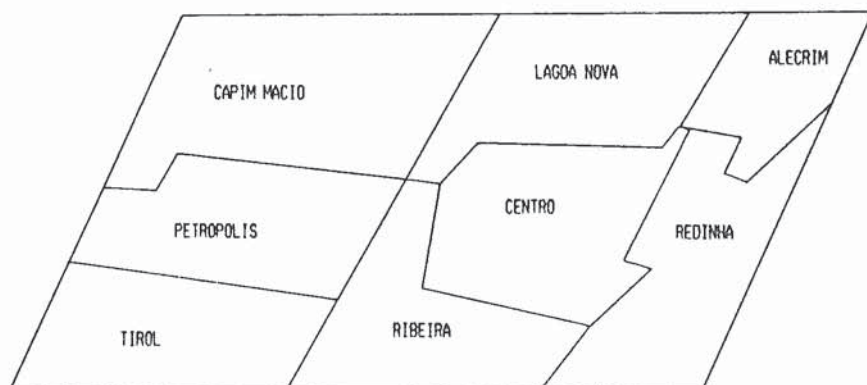 ALECRIM
LAGOA NOVA
CAPIM MACIO
CENTRO
REDINHA
PETROPOLIS
RIBEIRA
TIROL